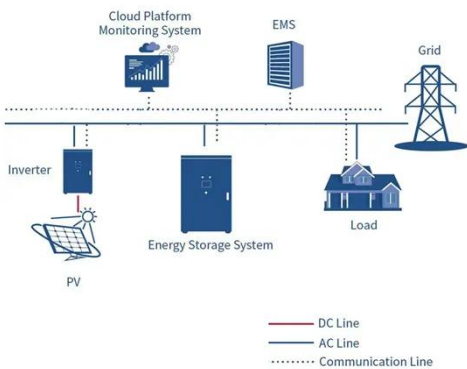 Cloud Platform
Monitoring System
EMS
Grid
Inverter
Energy Storage System
Load
PV
DC Line
AC Line
Communication Line